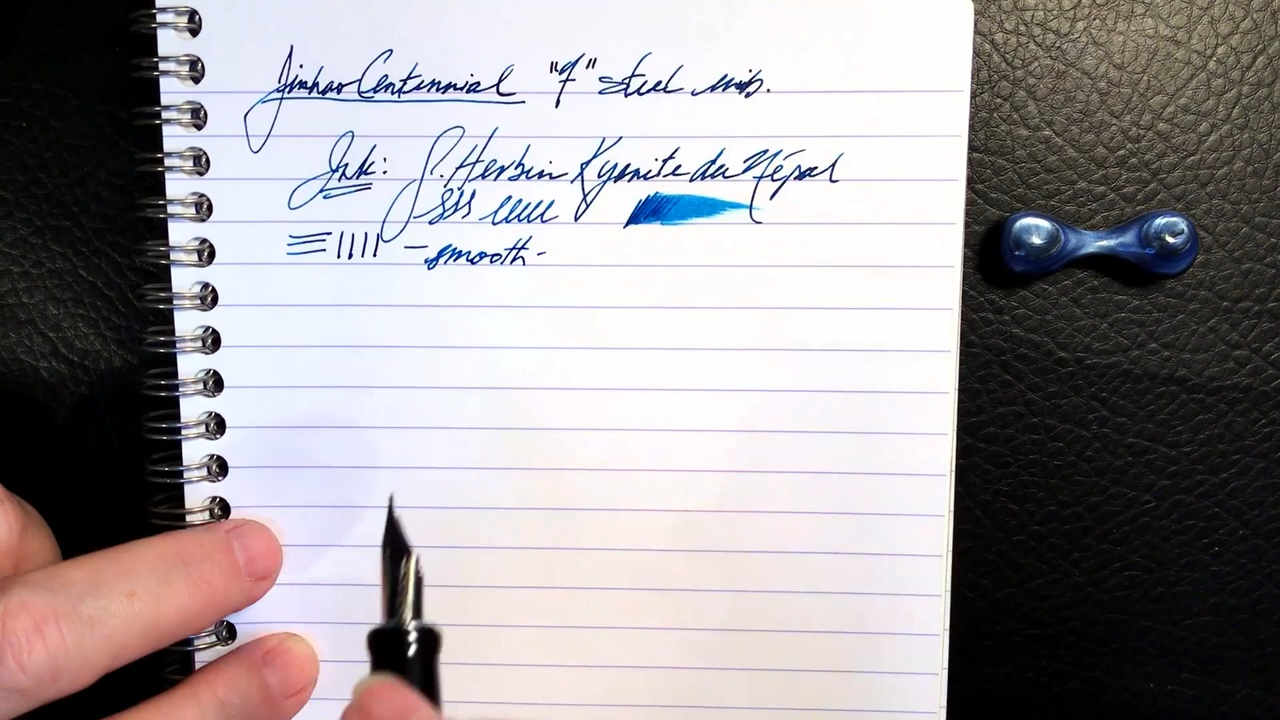 Jinhao Centennial "f" steel nib.
Ink: J. Herbin Kyanite du Népal
smooth-